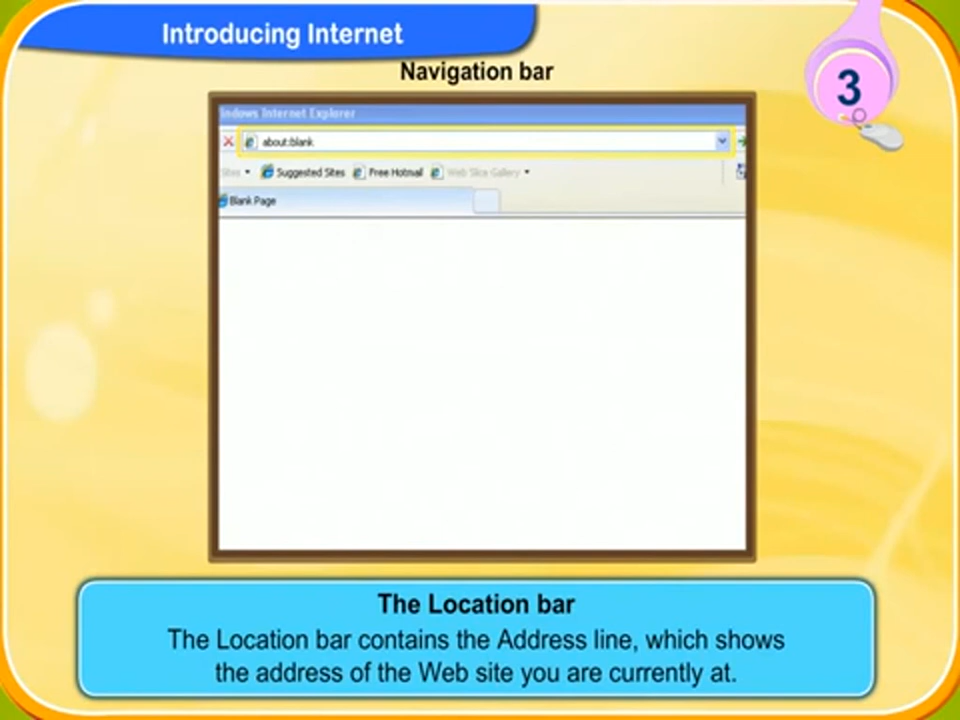 Introducing Internet
Navigation bar
3
indows Internet Explorer
about:blank
Sites
Suggested Sites
Free Hotmail
Web Slice Gallery
Blank Page
The Location bar
The Location bar contains the Address line, which shows
the address of the Web site you are currently at.